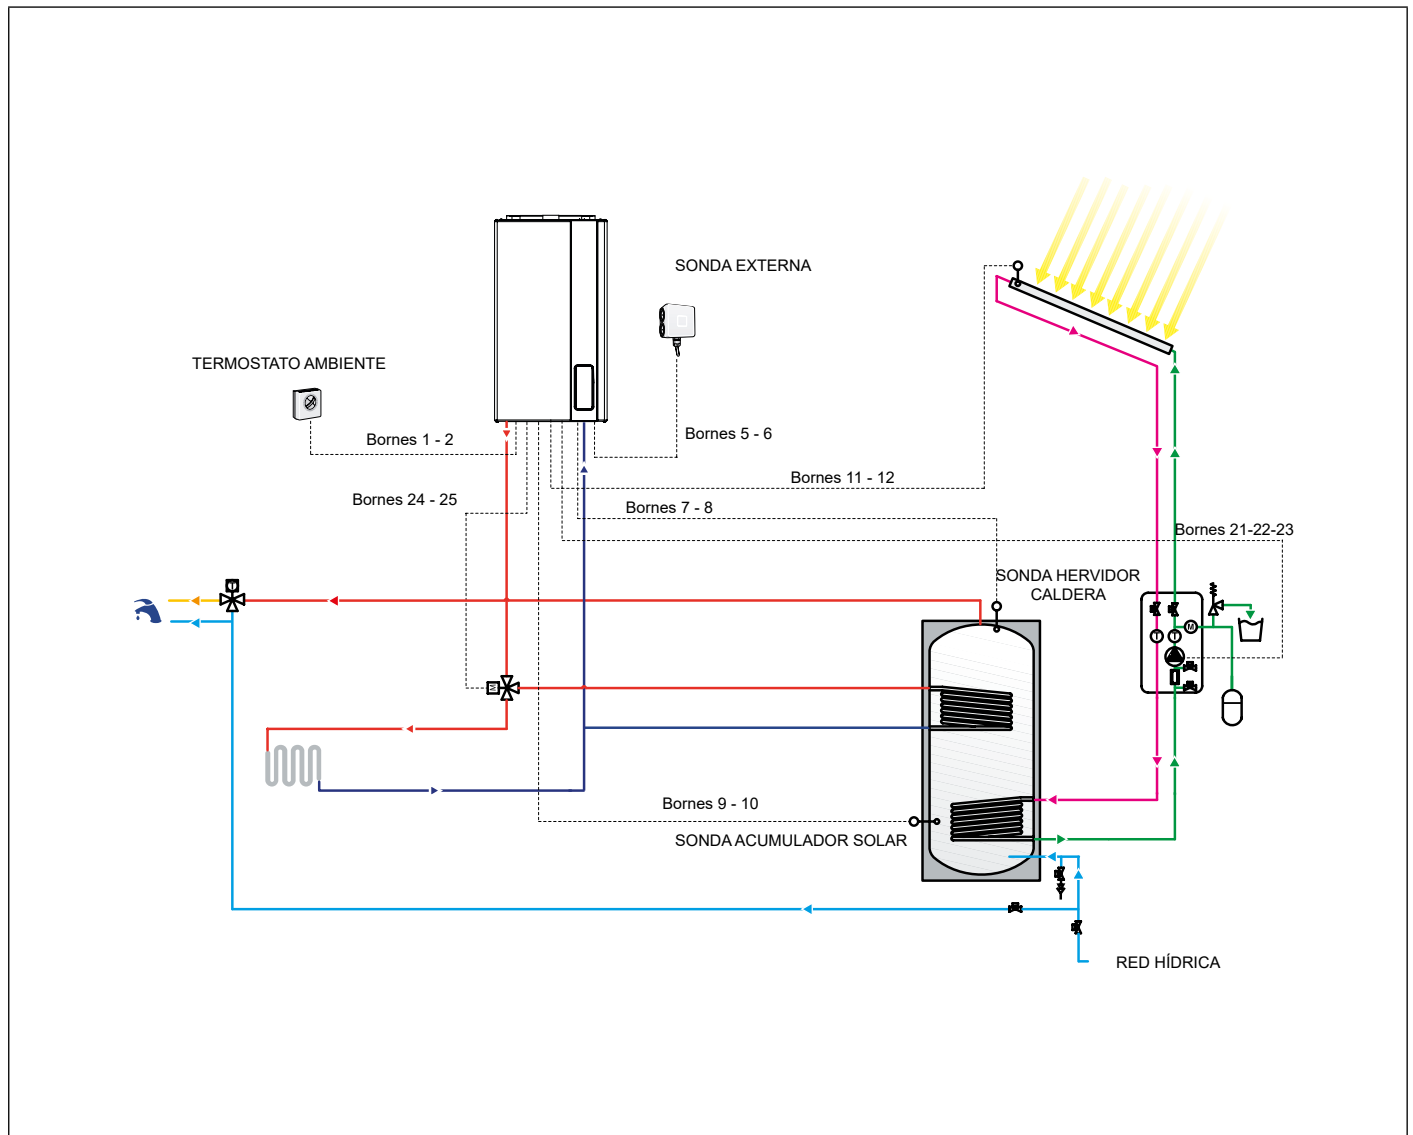 SONDA EXTERNA
TERMOSTATO AMBIENTE
Bornes 1 - 2
Bornes 5 - 6
Bornes 11 - 12
Bornes 24 - 25
Bornes 7 - 8
Bornes 21-22-23
SONDA HERVIDOR
CALDERA
M
T
T
M
Bornes 9 - 10
SONDA ACUMULADOR SOLAR
RED HÍDRICA